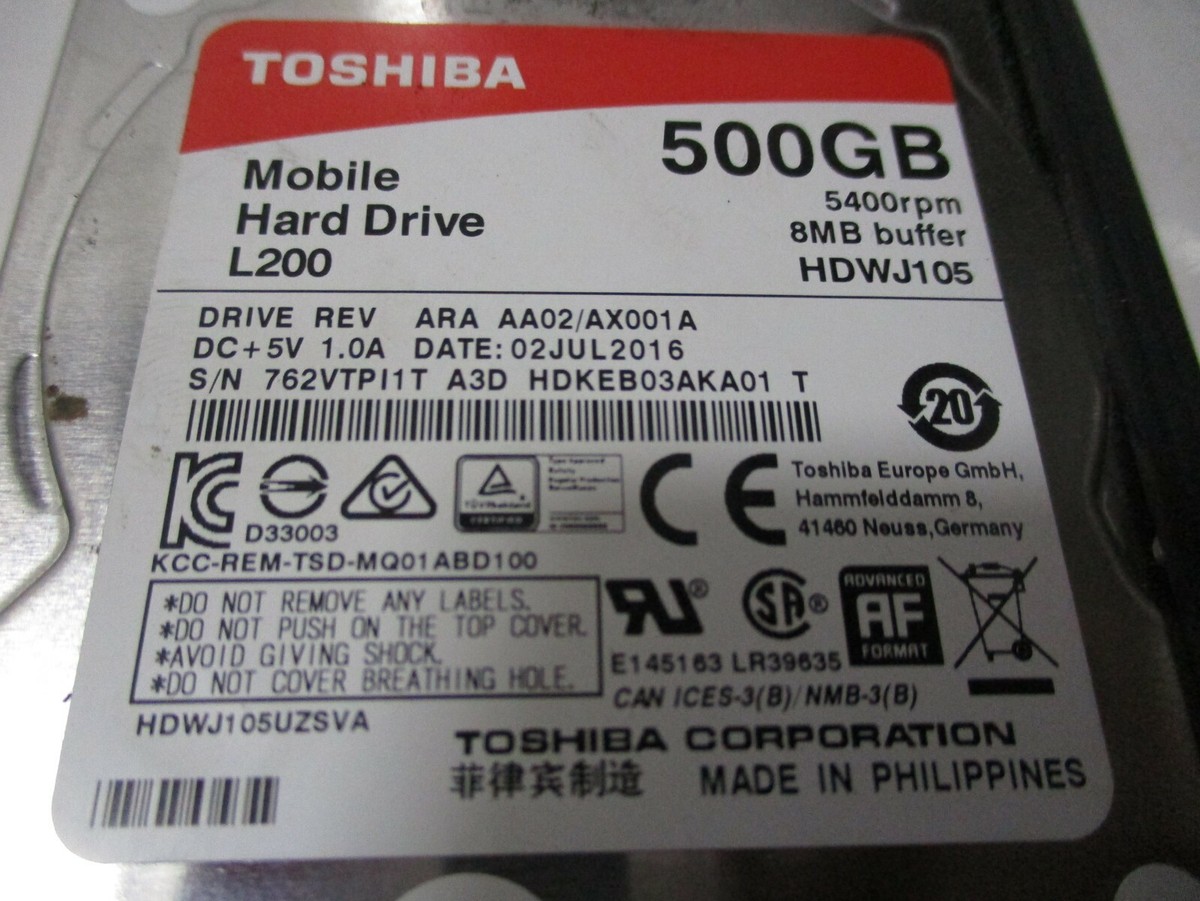 TOSHIBA
500GB
Mobile
Hard Drive
L200
5400rpm
8MB buffer
HDWJ105
DRIVE REV ARA AA02/AX001A
DC+5V 1.0A DATE: 02JUL2016
S/N 762VTPI1T A3D HDKEB03AKA01 T
20
D33003
CE
Toshiba Europe GmbH,
Hammfelddamm 8,
41460 Neuss,Germany
KCC-REM-TSD-MQ01ABD100
*DO NOT REMOVE ANY LABELS.
*DO NOT PUSH ON THE TOP COVER.
*AVOID GIVING SHOCK.
*DO NOT COVER BREATHING HOLE.
E145163 LR39635
ADVANCED
AF
FORMAT
CAN ICES-3(B)/NMB-3(B)
HDWJ105UZSVA
TOSHIBA CORPORATION
菲律宾制造 MADE IN PHILIPPINES